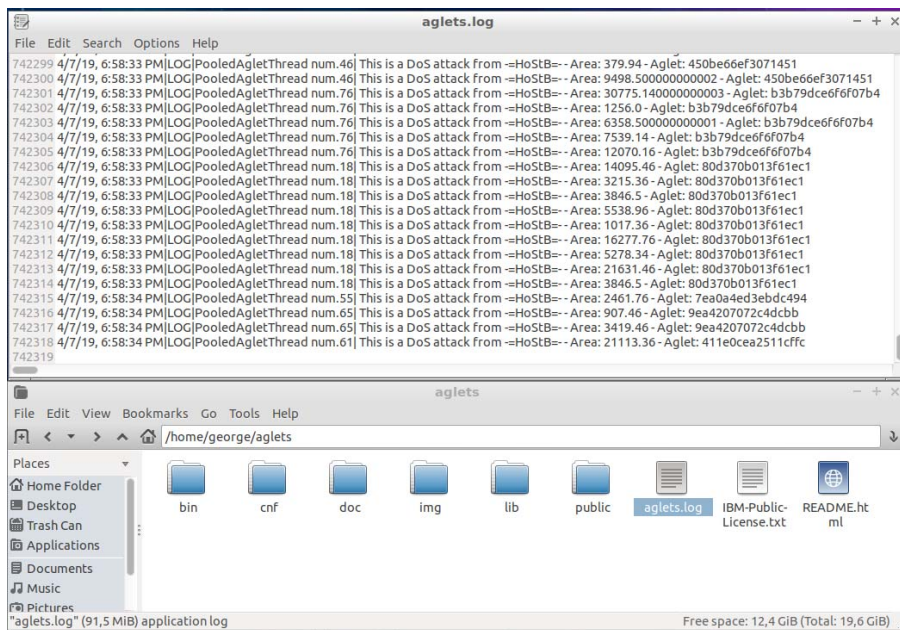 aglets.log
File Edit Search Options Help
742299 4/7/19, 6:58:33 PM|LOG|PooledAgletThread num.46| This is a DoS attack from -=HoStB=- - Area: 379.94 - Aglet: 450be66ef3071451
742300 4/7/19, 6:58:33 PM|LOG|PooledAgletThread num.46| This is a DoS attack from -=HoStB=- - Area: 9498.500000000002 - Aglet: 450be66ef3071451
742301 4/7/19, 6:58:33 PM|LOG|PooledAgletThread num.76| This is a DoS attack from -=HoStB=- - Area: 30775.140000000003 - Aglet: b3b79dce6f6f07b4
742302 4/7/19, 6:58:33 PM|LOG|PooledAgletThread num.76| This is a DoS attack from -=HoStB=- - Area: 1256.0 - Aglet: b3b79dce6f6f07b4
742303 4/7/19, 6:58:33 PM|LOG|PooledAgletThread num.76| This is a DoS attack from -=HoStB=- - Area: 6358.500000000001 - Aglet: b3b79dce6f6f07b4
742304 4/7/19, 6:58:33 PM|LOG|PooledAgletThread num.76| This is a DoS attack from -=HoStB=- - Area: 7539.14 - Aglet: b3b79dce6f6f07b4
742305 4/7/19, 6:58:33 PM|LOG|PooledAgletThread num.76| This is a DoS attack from -=HoStB=- - Area: 12070.16 - Aglet: b3b79dce6f6f07b4
742306 4/7/19, 6:58:33 PM|LOG|PooledAgletThread num.18| This is a DoS attack from -=HoStB=- - Area: 14095.46 - Aglet: 80d370b013f61ec1
742307 4/7/19, 6:58:33 PM|LOG|PooledAgletThread num.18| This is a DoS attack from -=HoStB=- - Area: 3215.36 - Aglet: 80d370b013f61ec1
742308 4/7/19, 6:58:33 PM|LOG|PooledAgletThread num.18| This is a DoS attack from -=HoStB=- - Area: 3846.5 - Aglet: 80d370b013f61ec1
742309 4/7/19, 6:58:33 PM|LOG|PooledAgletThread num.18| This is a DoS attack from -=HoStB=- - Area: 5538.96 - Aglet: 80d370b013f61ec1
742310 4/7/19, 6:58:33 PM|LOG|PooledAgletThread num.18| This is a DoS attack from -=HoStB=- - Area: 1017.36 - Aglet: 80d370b013f61ec1
742311 4/7/19, 6:58:33 PM|LOG|PooledAgletThread num.18| This is a DoS attack from -=HoStB=- - Area: 16277.76 - Aglet: 80d370b013f61ec1
742312 4/7/19, 6:58:33 PM|LOG|PooledAgletThread num.18| This is a DoS attack from -=HoStB=- - Area: 5278.34 - Aglet: 80d370b013f61ec1
742313 4/7/19, 6:58:33 PM|LOG|PooledAgletThread num.18| This is a DoS attack from -=HoStB=- - Area: 21631.46 - Aglet: 80d370b013f61ec1
742314 4/7/19, 6:58:33 PM|LOG|PooledAgletThread num.18| This is a DoS attack from -=HoStB=- - Area: 3846.5 - Aglet: 80d370b013f61ec1
742315 4/7/19, 6:58:34 PM|LOG|PooledAgletThread num.55| This is a DoS attack from -=HoStB=- - Area: 2461.76 - Aglet: 7ea0a4ed3ebdc494
742316 4/7/19, 6:58:34 PM|LOG|PooledAgletThread num.65| This is a DoS attack from -=HoStB=- - Area: 907.46 - Aglet: 9ea4207072c4dcbb
742317 4/7/19, 6:58:34 PM|LOG|PooledAgletThread num.65| This is a DoS attack from -=HoStB=- - Area: 3419.46 - Aglet: 9ea4207072c4dcbb
742318 4/7/19, 6:58:34 PM|LOG|PooledAgletThread num.61| This is a DoS attack from -=HoStB=- - Area: 21113.36 - Aglet: 411e0cea2511cffc
742319
aglets
File Edit View Bookmarks Go Tools Help
/home/george/aglets
Places
Home Folder
Desktop
Trash Can
Applications
Documents
Music
Pictures
bin cnf doc img lib public aglets.log IBM-Public- README.ht
License.txt ml
"aglets.log" (91,5 MiB) application log Free space: 12,4 GiB (Total: 19,6 GiB)